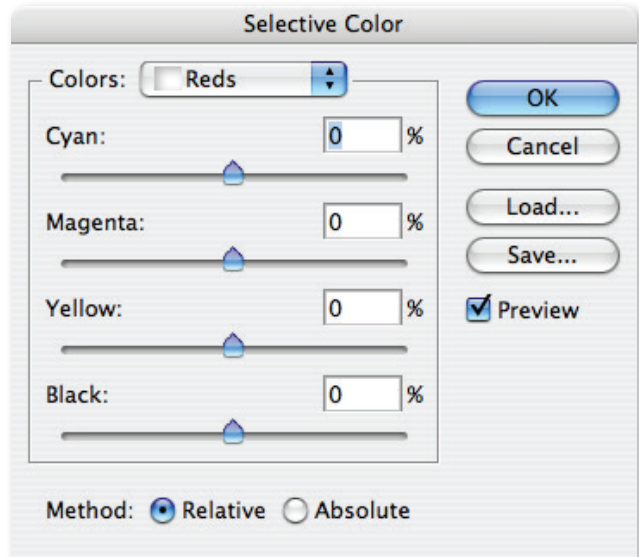 Selective Color
Colors: Reds
OK
Cyan: 0 %
Cancel
Load...
Magenta: 0 %
Save...
Yellow: 0 %
Preview
Black: 0 %
Method: Relative Absolute